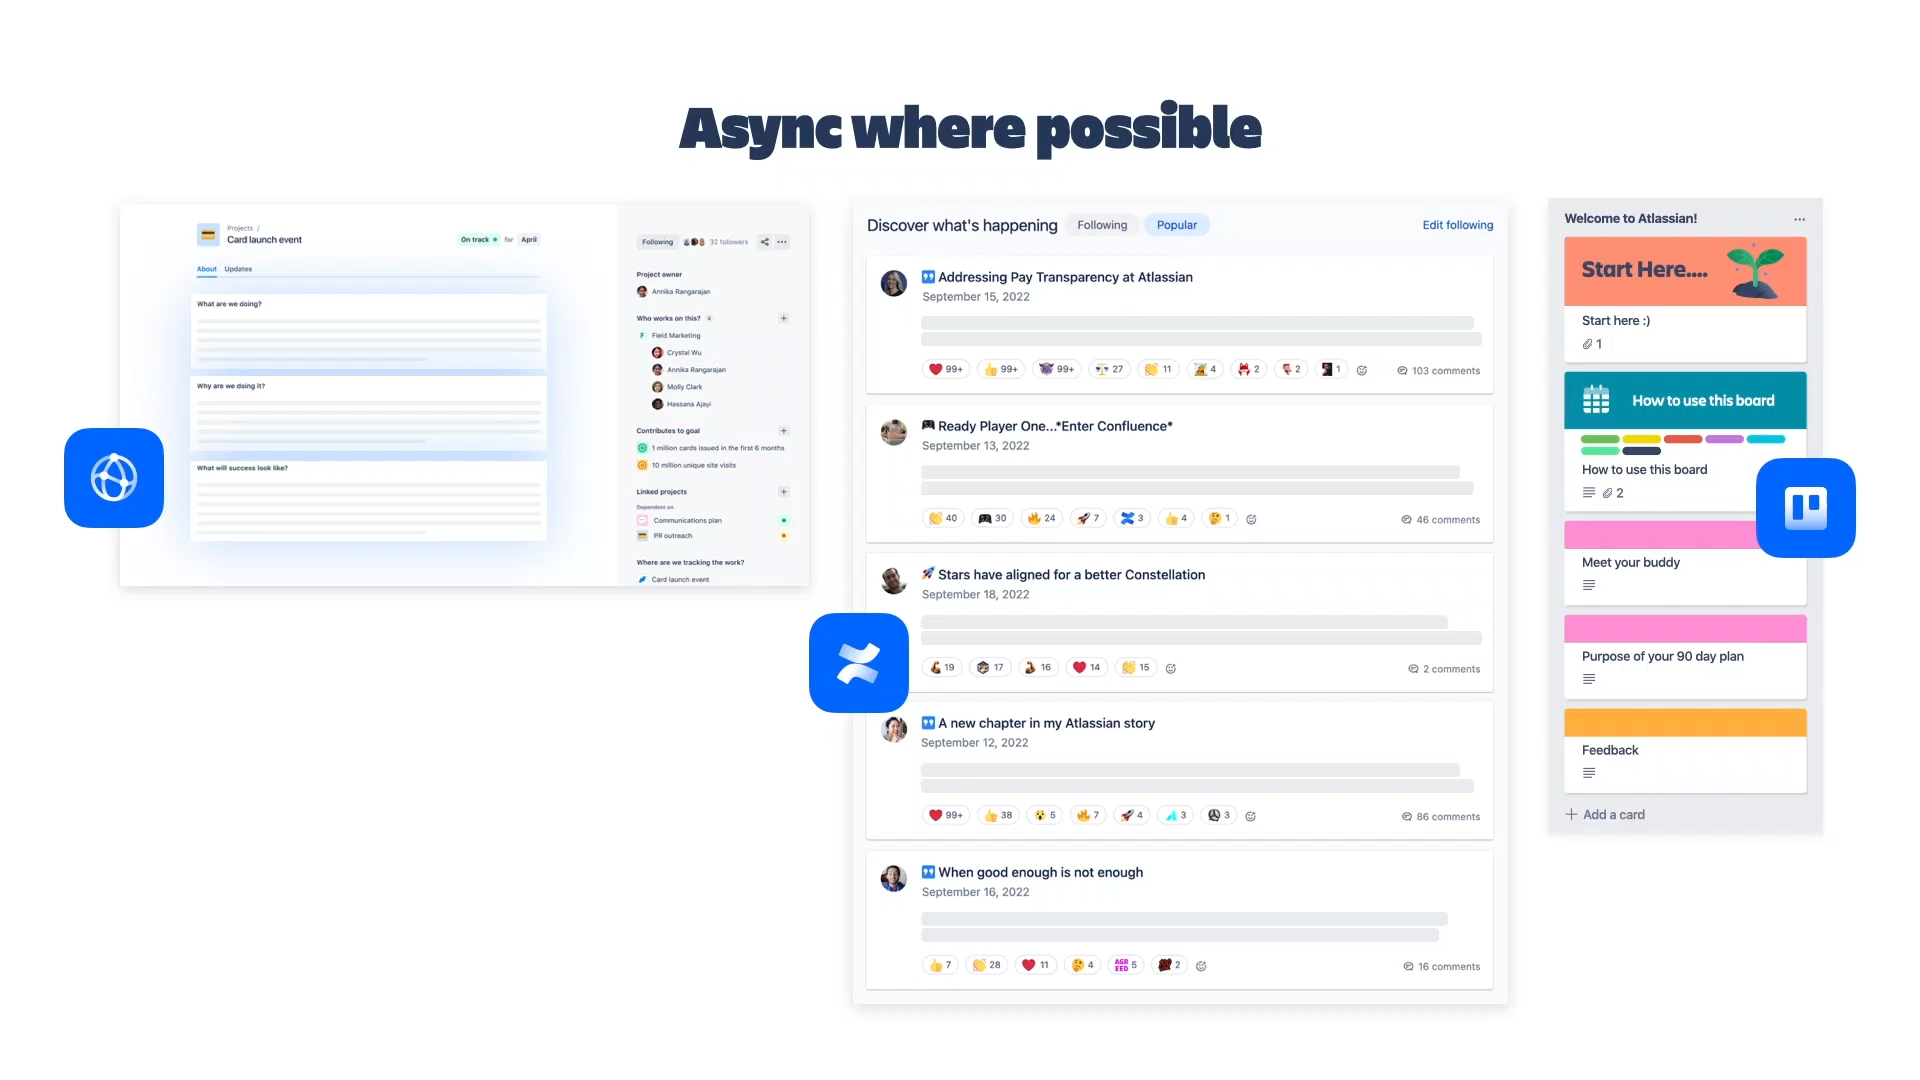 Async where possible
Projects /
Card launch event
On track for April
About Updates
What are we doing?
Why are we doing it?
What will success look like?
Following 32 followers
Project owner
Annika Rangarajan
Who works on this? 4
F Field Marketing
Crystal Wu
Annika Rangarajan
Molly Clark
Hassana Ajayi
Contributes to goal
1 million cards issued in the first 6 months
10 million unique site visits
Linked projects
Dependent on
Communications plan
PR outreach
Where are we tracking the work?
Card launch event
Discover what's happening Following Popular Edit following
Addressing Pay Transparency at Atlassian
September 15, 2022
99+ 99+ 99+ 27 11 4 2 2 1 103 comments
Ready Player One...*Enter Confluence*
September 13, 2022
40 30 24 7 3 4 1 46 comments
Stars have aligned for a better Constellation
September 18, 2022
19 17 16 14 15 2 comments
A new chapter in my Atlassian story
September 12, 2022
99+ 38 5 7 4 3 3 86 comments
When good enough is not enough
September 16, 2022
7 28 11 4 AGREED 5 2 16 comments
Welcome to Atlassian!
Start Here....
Start here :)
1
How to use this board
How to use this board
2
Meet your buddy
Purpose of your 90 day plan
Feedback
+ Add a card